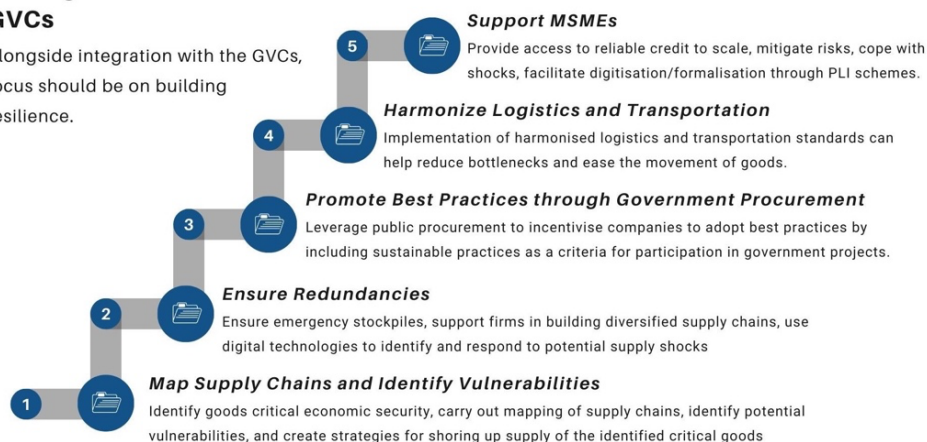 GVCs
longside integration with the GVCs,
ocus should be on building
esilience.
5
Support MSMEs
Provide access to reliable credit to scale, mitigate risks, cope with
shocks, facilitate digitisation/formalisation through PLI schemes.
4
Harmonize Logistics and Transportation
Implementation of harmonised logistics and transportation standards can
help reduce bottlenecks and ease the movement of goods.
3
Promote Best Practices through Government Procurement
Leverage public procurement to incentivise companies to adopt best practices by
including sustainable practices as a criteria for participation in government projects.
2
Ensure Redundancies
Ensure emergency stockpiles, support firms in building diversified supply chains, use
digital technologies to identify and respond to potential supply shocks
1
Map Supply Chains and Identify Vulnerabilities
Identify goods critical economic security, carry out mapping of supply chains, identify potential
vulnerabilities, and create strategies for shoring up supply of the identified critical goods